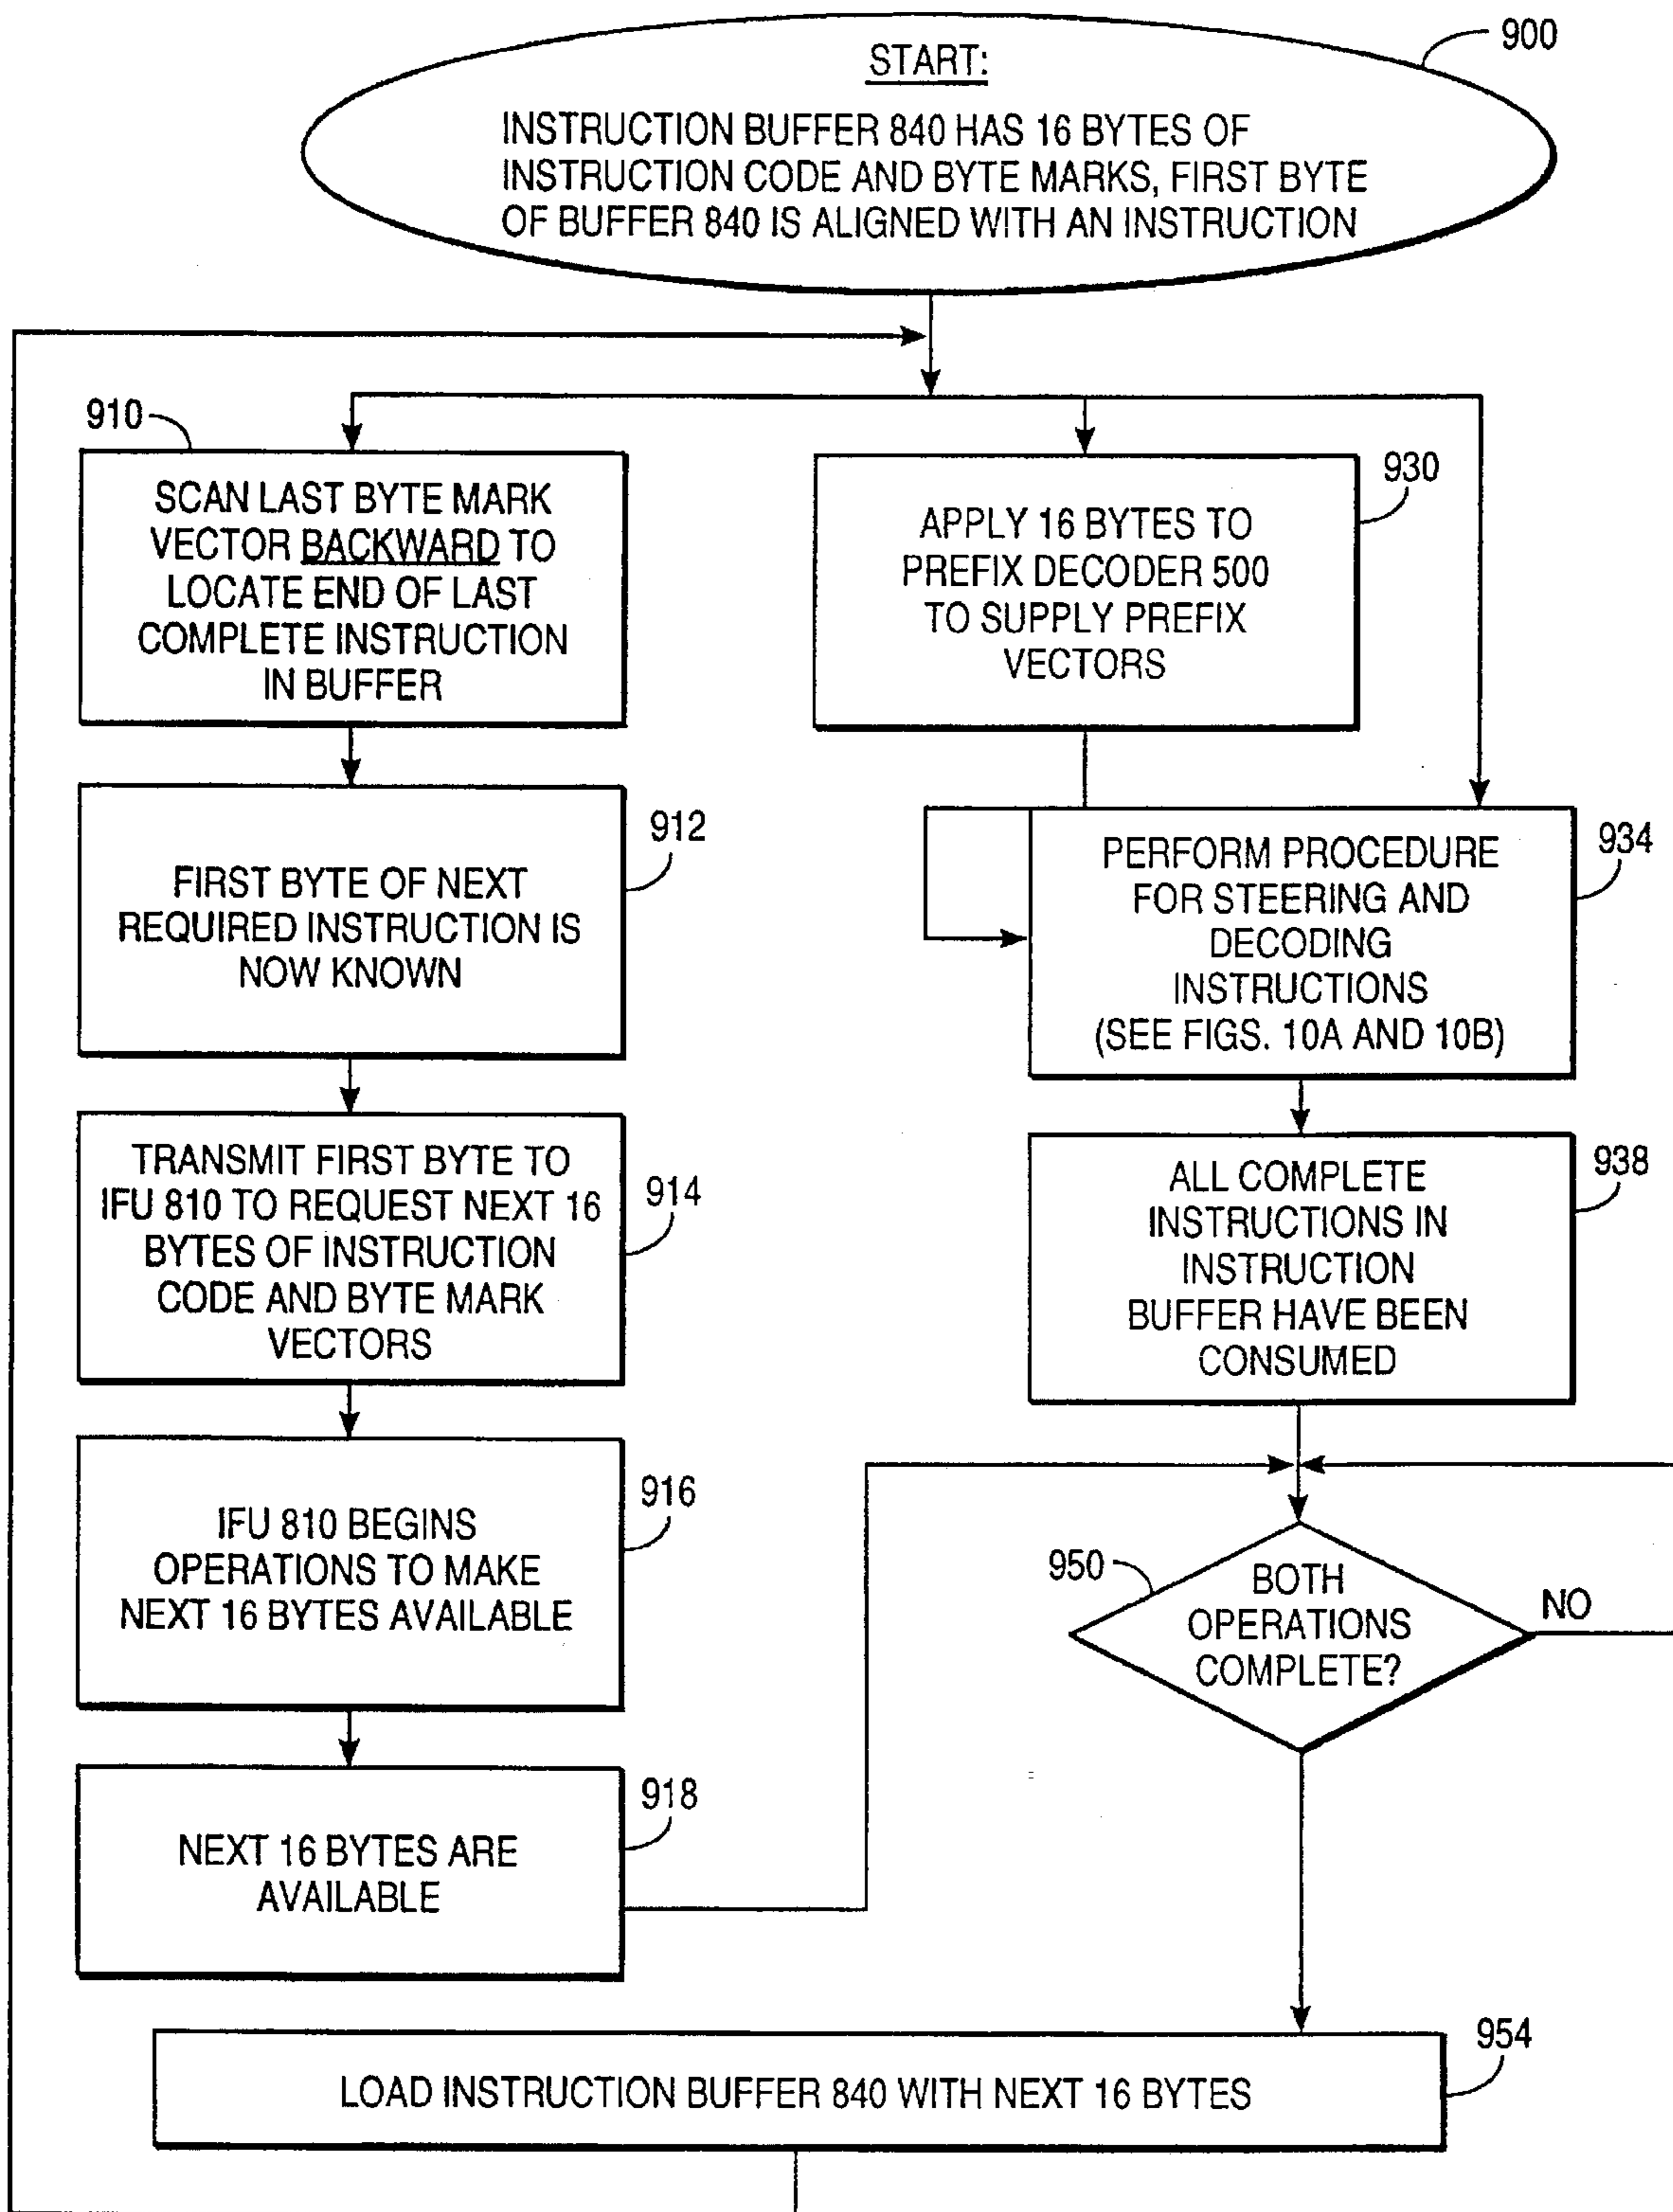 900
START:
INSTRUCTION BUFFER 840 HAS 16 BYTES OF
INSTRUCTION CODE AND BYTE MARKS, FIRST BYTE
OF BUFFER 840 IS ALIGNED WITH AN INSTRUCTION
910
SCAN LAST BYTE MARK
VECTOR BACKWARD TO
LOCATE END OF LAST
COMPLETE INSTRUCTION
IN BUFFER
930
APPLY 16 BYTES TO
PREFIX DECODER 500
TO SUPPLY PREFIX
VECTORS
912
FIRST BYTE OF NEXT
REQUIRED INSTRUCTION IS
NOW KNOWN
934
PERFORM PROCEDURE
FOR STEERING AND
DECODING
INSTRUCTIONS
(SEE FIGS. 10A AND 10B)
914
TRANSMIT FIRST BYTE TO
IFU 810 TO REQUEST NEXT 16
BYTES OF INSTRUCTION
CODE AND BYTE MARK
VECTORS
938
ALL COMPLETE
INSTRUCTIONS IN
INSTRUCTION
BUFFER HAVE BEEN
CONSUMED
916
IFU 810 BEGINS
OPERATIONS TO MAKE
NEXT 16 BYTES AVAILABLE
950
BOTH
OPERATIONS
COMPLETE?
NO
918
NEXT 16 BYTES ARE
AVAILABLE
954
LOAD INSTRUCTION BUFFER 840 WITH NEXT 16 BYTES